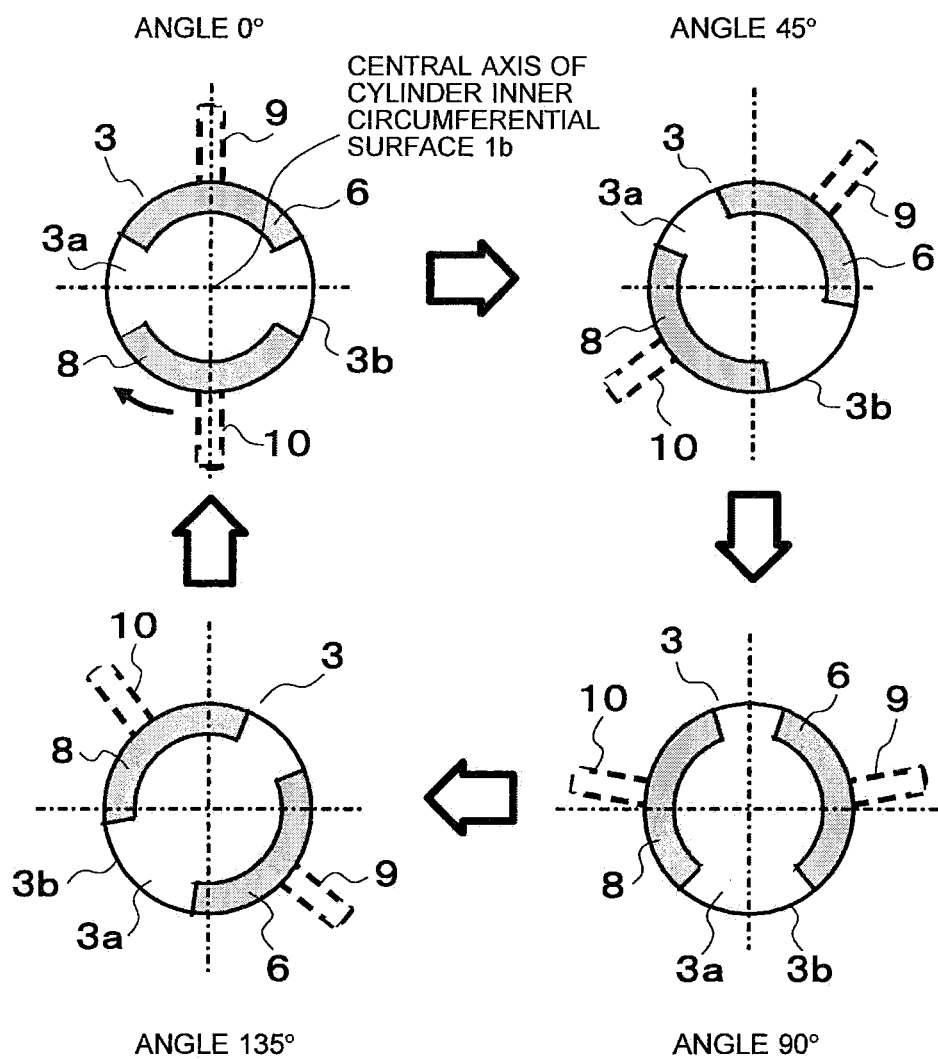 ANGLE 0°
CENTRAL AXIS OF
CYLINDER INNER
CIRCUMFERENTIAL
SURFACE 1b
9
3
6
3a
8
3b
10
ANGLE 45°
3
9
3a
6
8
10
3b
10
3
8
3b
9
3a
6
ANGLE 135°
3
6
10
9
8
3a
3b
ANGLE 90°